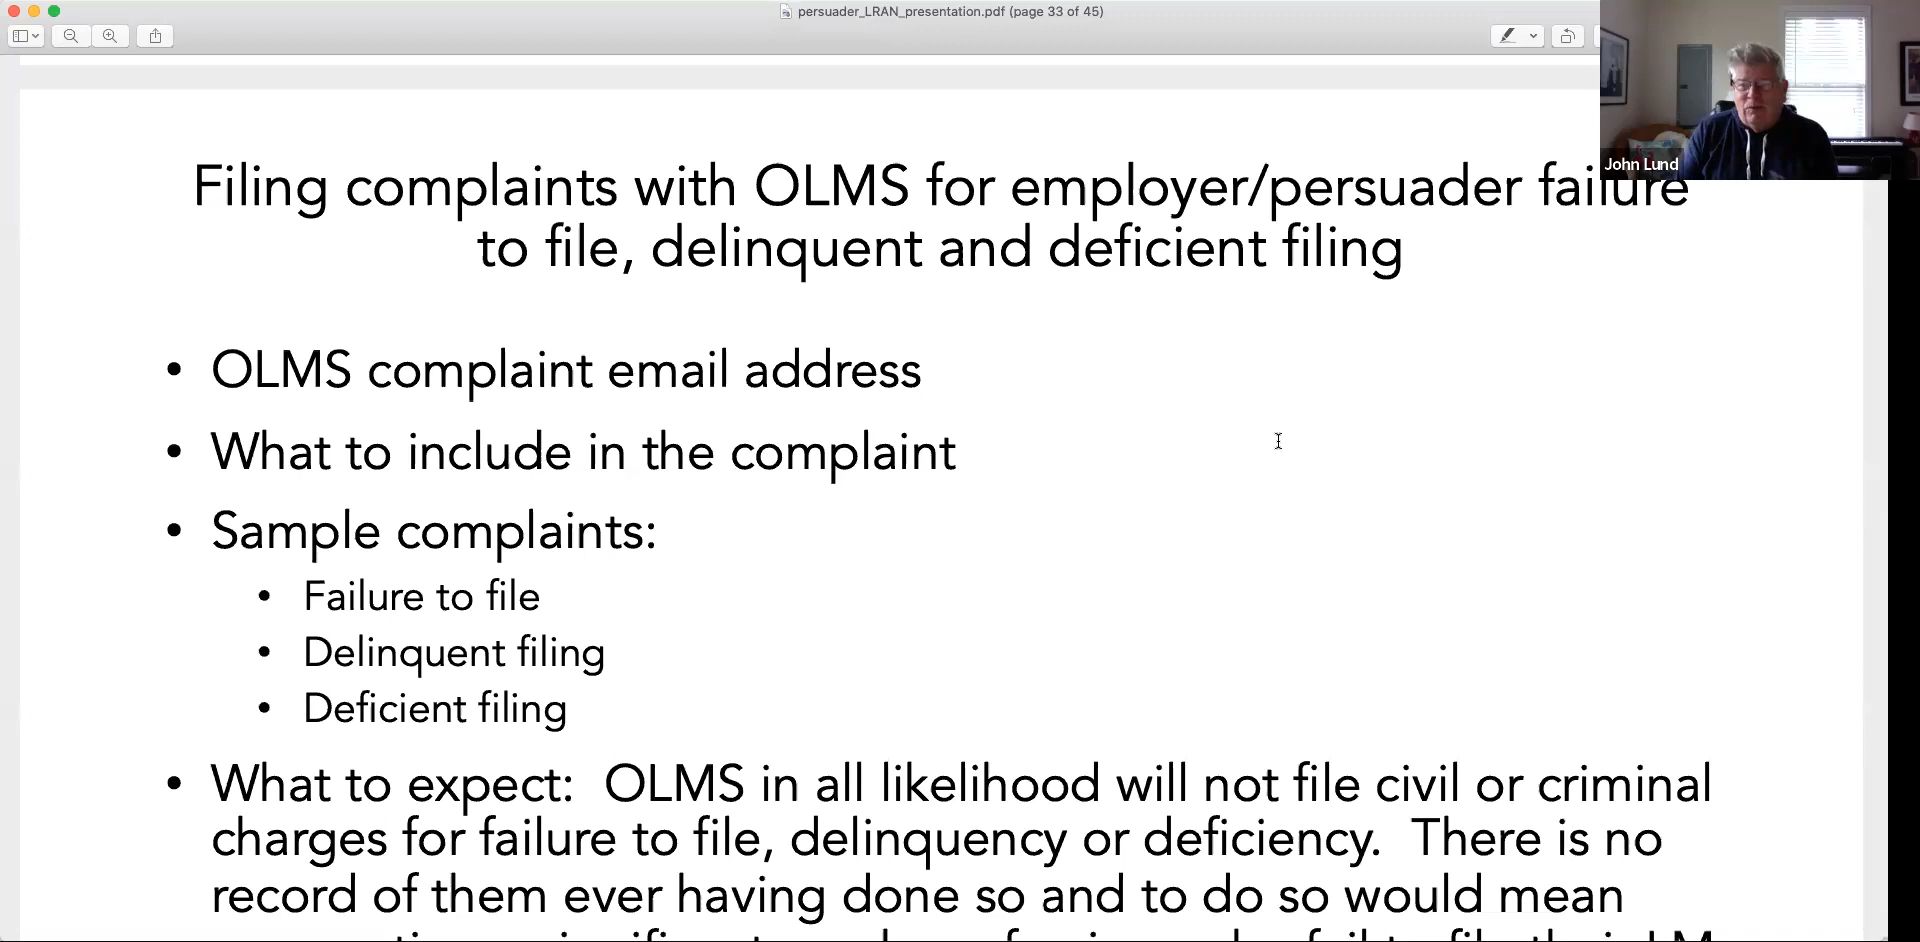 persuader_LRAN_presentation.pdf (page 33 of 45)
John Lund
Filing complaints with OLMS for employer/persuader failure
to file, delinquent and deficient filing
• OLMS complaint email address
• What to include in the complaint
• Sample complaints:
• Failure to file
• Delinquent filing
• Deficient filing
• What to expect: OLMS in all likelihood will not file civil or criminal
charges for failure to file, delinquency or deficiency. There is no
record of them ever having done so and to do so would mean